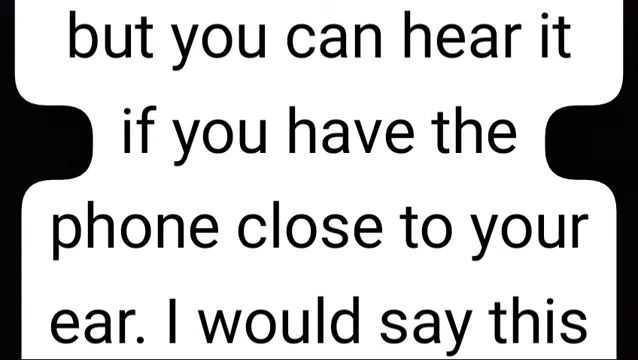 but you can hear it
if you have the
phone close to your
ear. I would say this